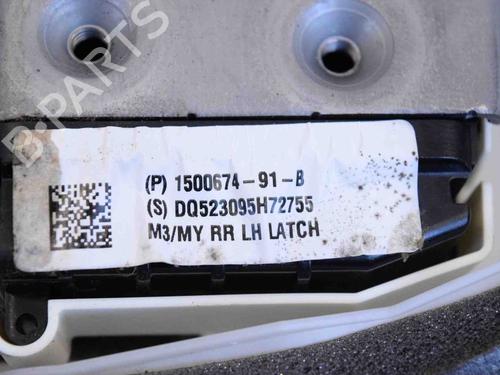 B-PARTS
(P) 1500674-91-B
(S) DQ523095H72755
M3/MY RR LH LATCH